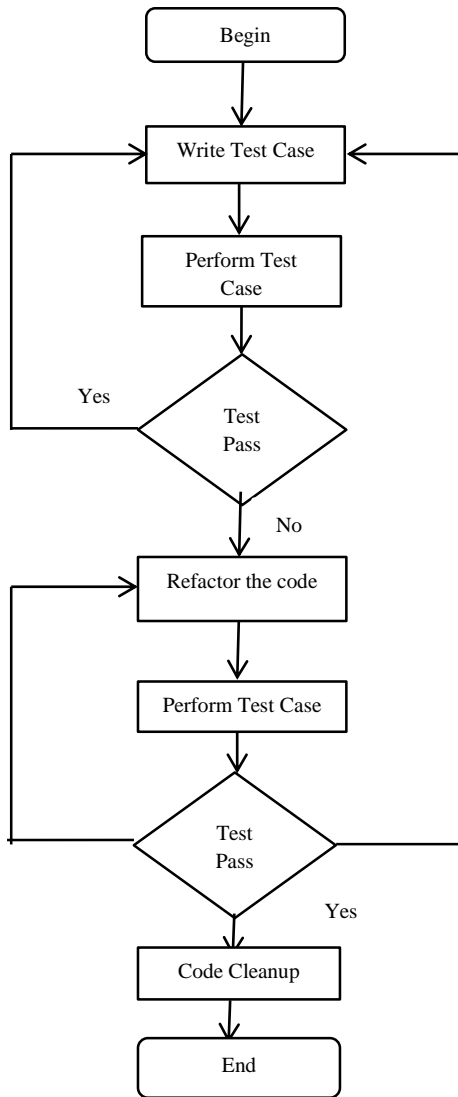 Begin
Write Test Case
Perform Test
Case
Yes
Test
Pass
No
Refactor the code
Perform Test Case
Test
Pass
Yes
Code Cleanup
End